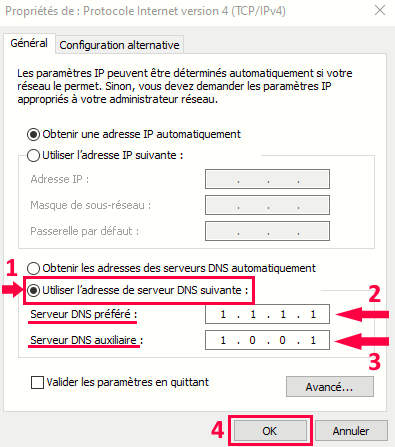 Propriétés de : Protocole Internet version 4 (TCP/IPv4)
Général
Configuration alternative
Les paramètres IP peuvent être déterminés automatiquement si votre
réseau le permet. Sinon, vous devez demander les paramètres IP
appropriés à votre administrateur réseau.
Obtenir une adresse IP automatiquement
Utiliser l'adresse IP suivante :
Adresse IP :
. . .
Masque de sous-réseau :
. . .
Passerelle par défaut :
. . .
Obtenir les adresses des serveurs DNS automatiquement
1
Utiliser l'adresse de serveur DNS suivante :
2
Serveur DNS préféré :
1 . 1 . 1 . 1
Serveur DNS auxiliaire :
1 . 0 . 0 . 1
3
Valider les paramètres en quittant
Avancé...
4
OK
Annuler